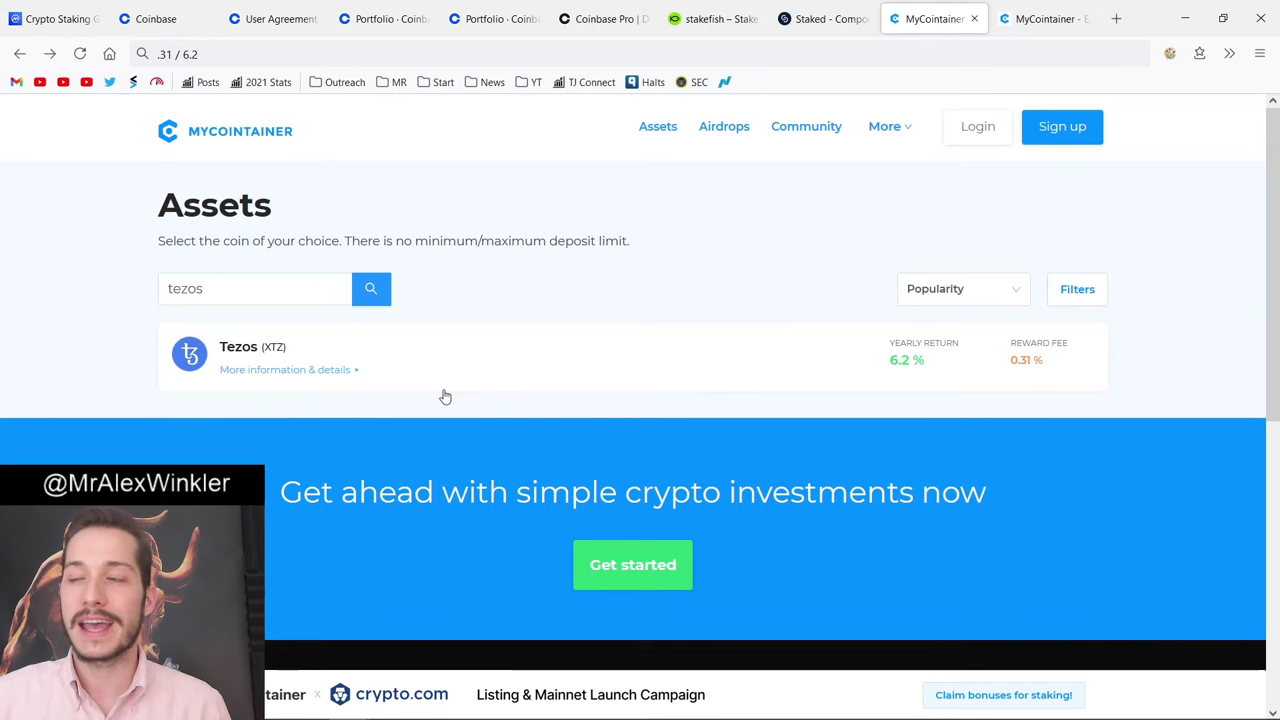 Crypto Staking G
Coinbase
User Agreement
Portfolio · Coinb
Portfolio · Coinb
Coinbase Pro | D
stakefish – Stake
Staked - Compo
MyCointainer
MyCointainer - E
.31 / 6.2
Posts
2021 Stats
Outreach
MR
Start
News
YT
TJ Connect
Halts
SEC
MYCOINTAINER
Assets
Airdrops
Community
More
Login
Sign up
Assets
Select the coin of your choice. There is no minimum/maximum deposit limit.
tezos
Popularity
Filters
Tezos (XTZ)
More information & details
YEARLY RETURN
6.2 %
REWARD FEE
0.31 %
@MrAlexWinkler
Get ahead with simple crypto investments now
Get started
tainer x crypto.com Listing & Mainnet Launch Campaign
Claim bonuses for staking!